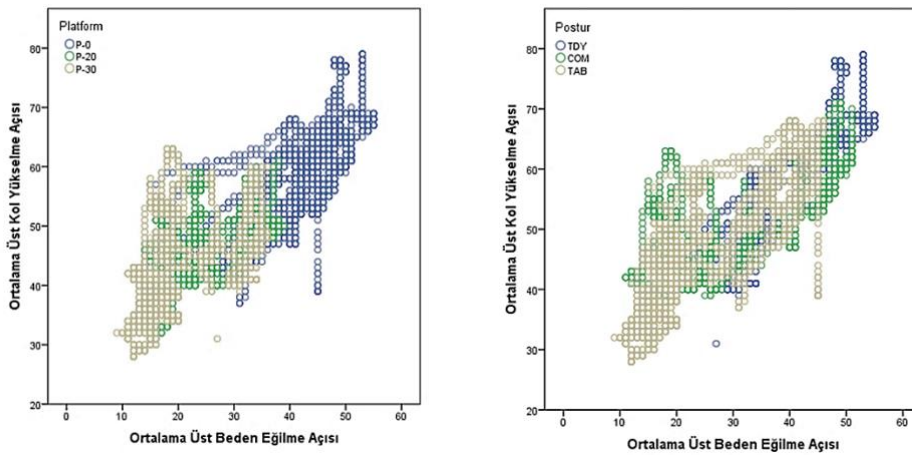 Platform
P-0
P-20
P-30
Ortalama Üst Kol Yükselme Açısı
80
70
60
50
40
30
20
0 10 20 30 40 50 60
Ortalama Üst Beden Eğilme Açısı
Postur
TDY
COM
TAB
Ortalama Üst Kol Yükselme Açısı
80
70
60
50
40
30
20
0 10 20 30 40 50 60
Ortalama Üst Beden Eğilme Açısı